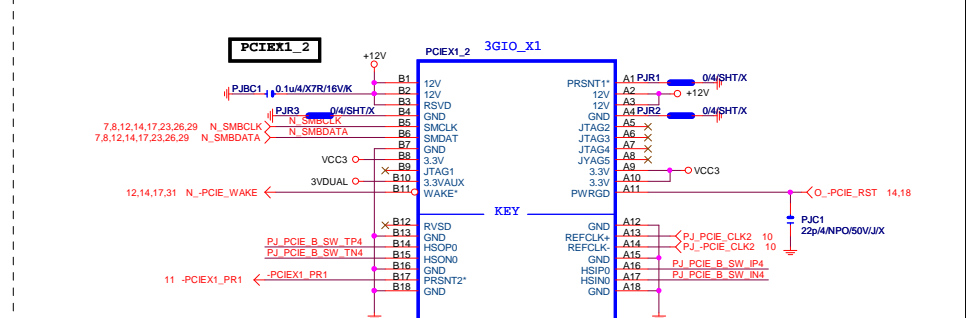 PCIEX1_2
PCIEX1_2 3GIO_X1
+12V
PJBC1 0.1u/4/X7R/16V/K
B1 12V PRSNT1* A1 PJR1 0/4/SHT/X
B2 12V 12V A2 +12V
B3 RSVD 12V A3
PJR3 0/4/SHT/X B4 GND GND A4 PJR2 0/4/SHT/X
7,8,12,14,17,23,26,29 N_SMBCLK N_SMBCLK B5 SMCLK JTAG2 A5
7,8,12,14,17,23,26,29 N_SMBDATA N_SMBDATA B6 SMDAT JTAG3 A6
B7 GND JTAG4 A7
VCC3 B8 3.3V JYAG5 A8
B9 JTAG1 3.3V A9 VCC3
3VDUAL B10 3.3VAUX 3.3V A10
12,14,17,31 N_-PCIE_WAKE B11 WAKE* PWRGD A11 O_-PCIE_RST 14,18
KEY
PJC1
22p/4/NPO/50V/J/X
B12 RVSD GND A12
B13 GND REFCLK+ A13 PJ_PCIE_CLK2 10
PJ_PCIE_B_SW_TP4 B14 HSOP0 REFCLK- A14 PJ_-PCIE_CLK2 10
PJ_PCIE_B_SW_TN4 B15 HSON0 GND A15
B16 GND HSIP0 A16 PJ_PCIE_B_SW_IP4
11 -PCIEX1_PR1 -PCIEX1_PR1 B17 PRSNT2* HSIN0 A17 PJ_PCIE_B_SW_IN4
B18 GND GND A18